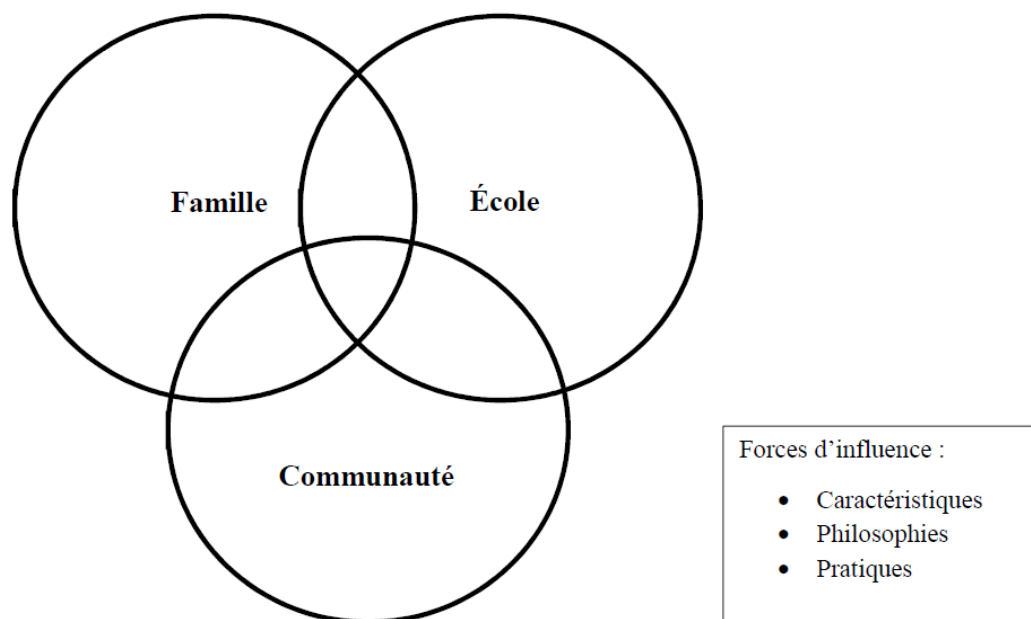 Famille
École
Communauté
Forces d’influence :
• Caractéristiques
• Philosophies
• Pratiques